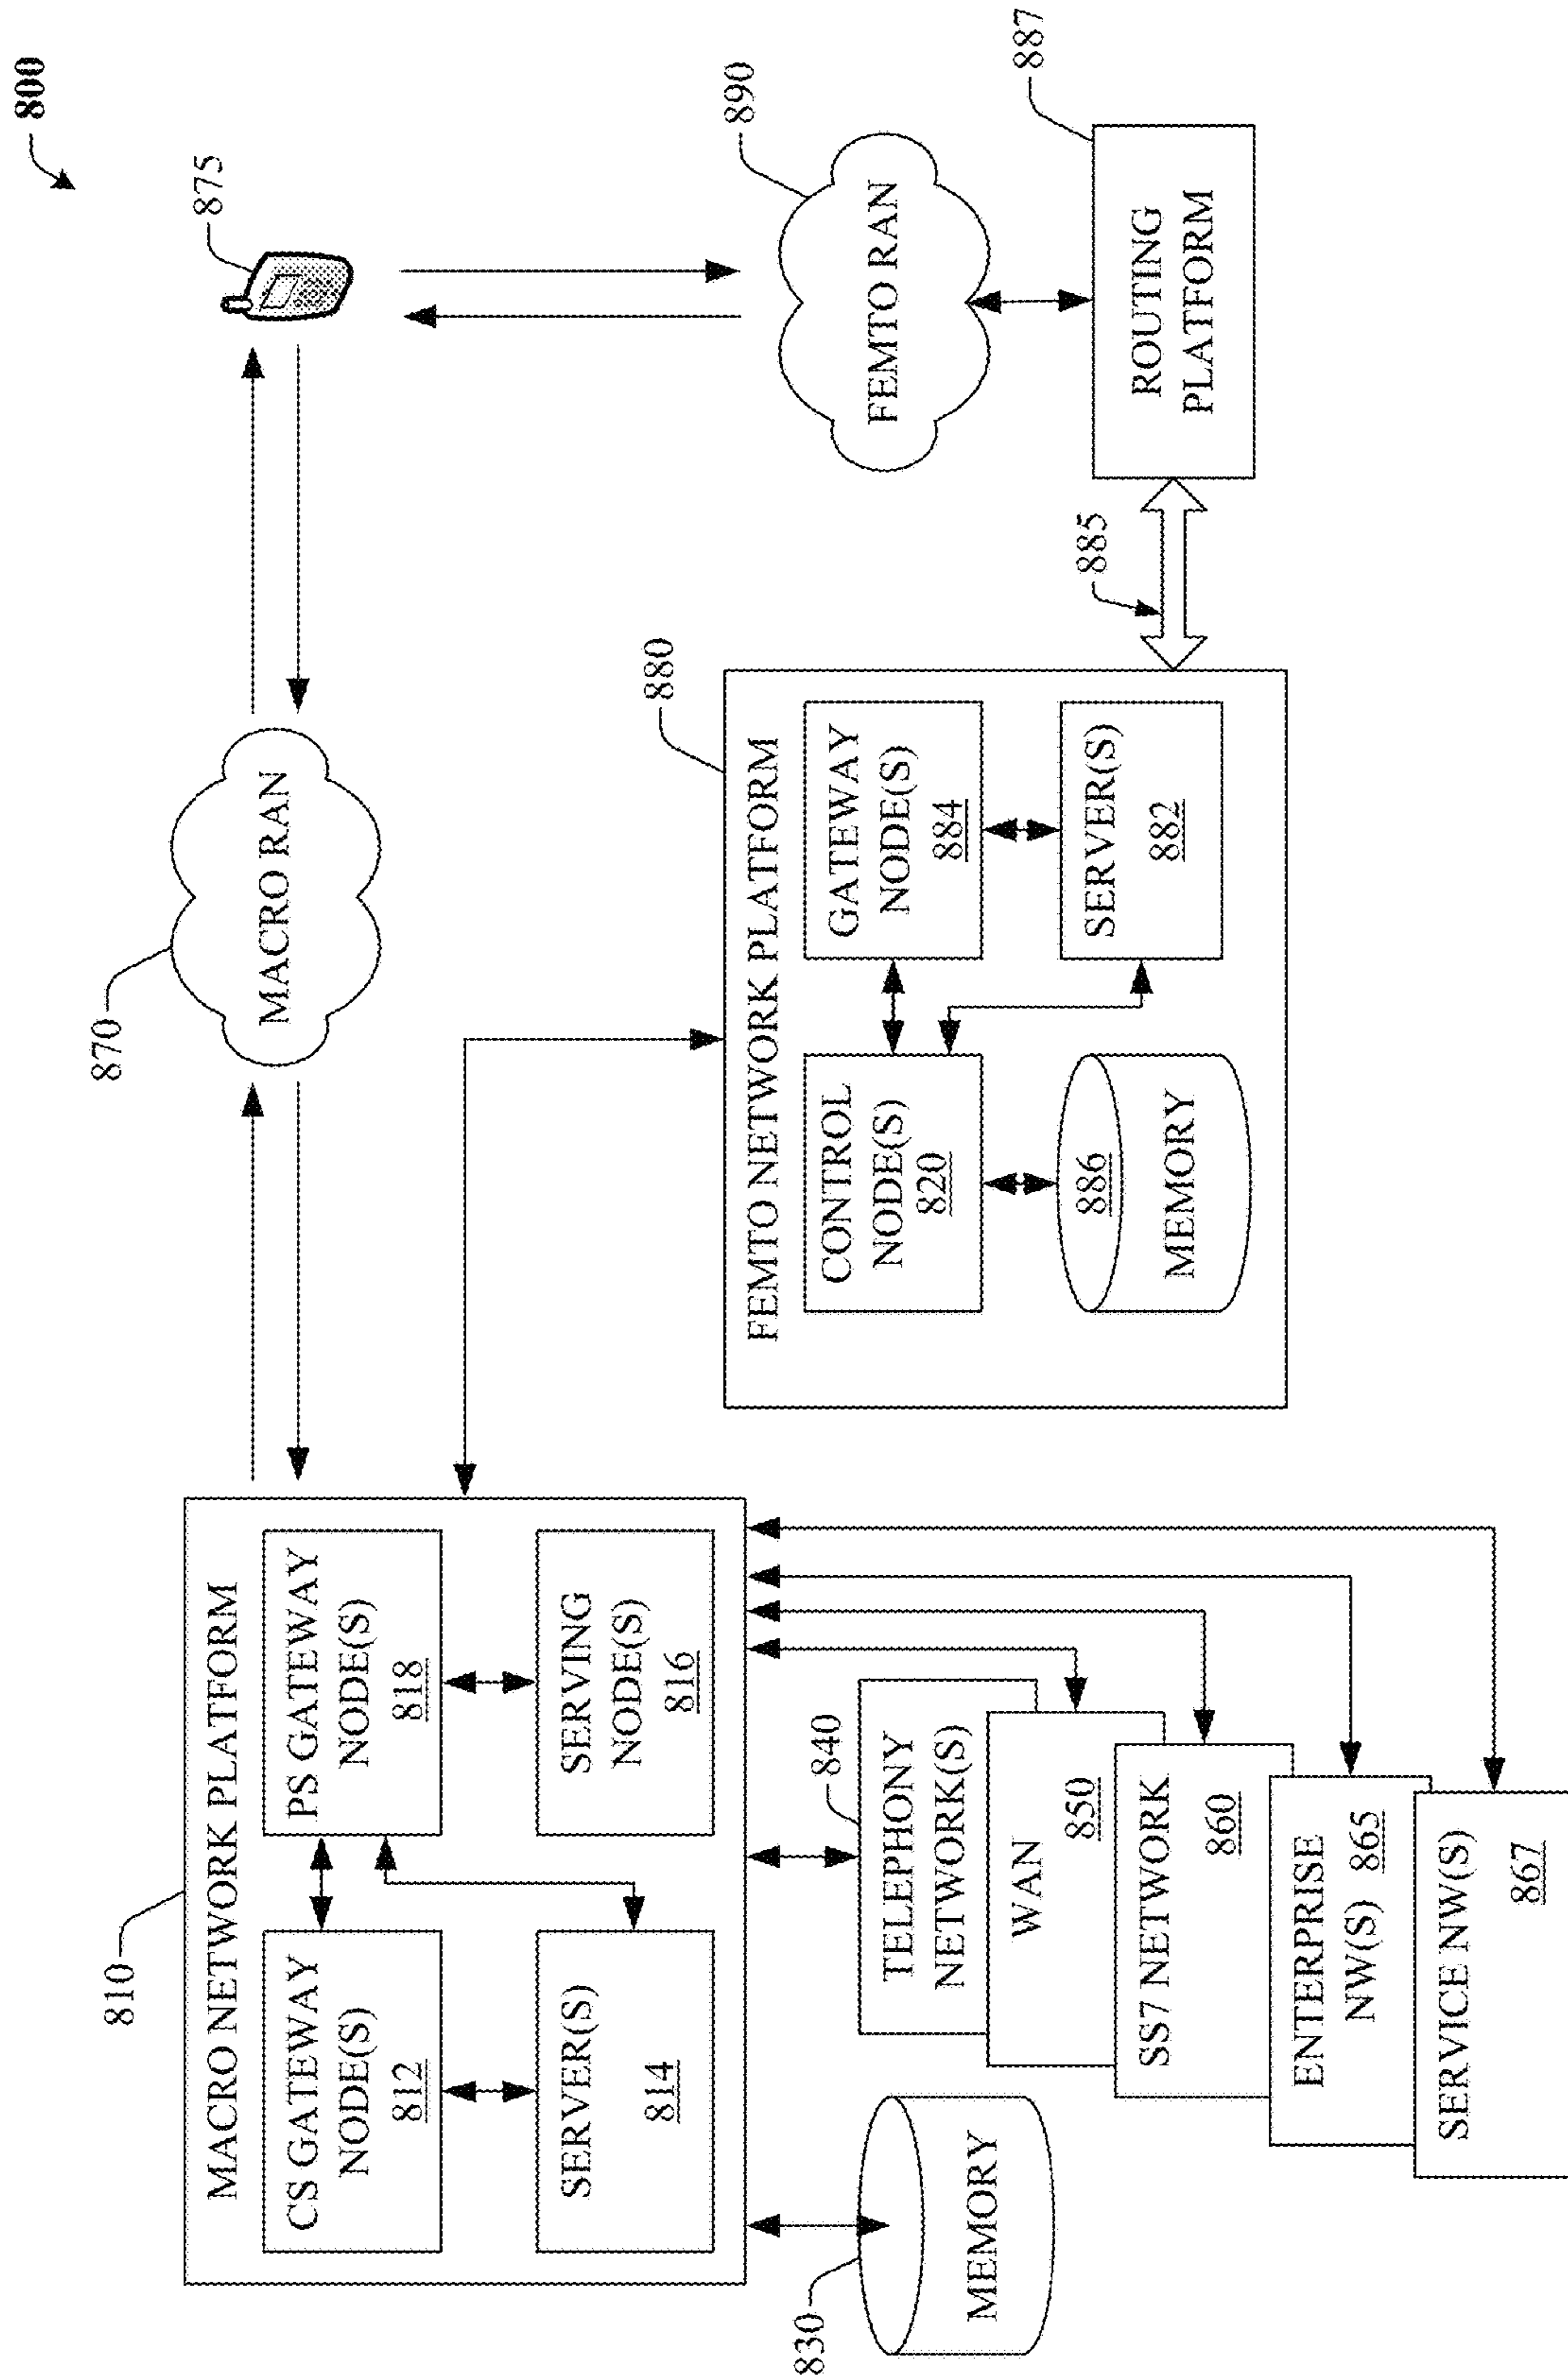 800
875
870
MACRO RAN
890
FEMTO RAN
887
ROUTING
PLATFORM
885
810
MACRO NETWORK PLATFORM
CS GATEWAY
NODE(S)
812
PS GATEWAY
NODE(S)
818
SERVER(S)
814
SERVING
NODE(S)
816
880
FEMTO NETWORK PLATFORM
CONTROL
NODE(S)
820
GATEWAY
NODE(S)
884
886
MEMORY
SERVER(S)
882
830
MEMORY
840
TELEPHONY
NETWORK(S)
WAN
850
SS7 NETWORK
860
ENTERPRISE
NW(S) 865
SERVICE NW(S)
867